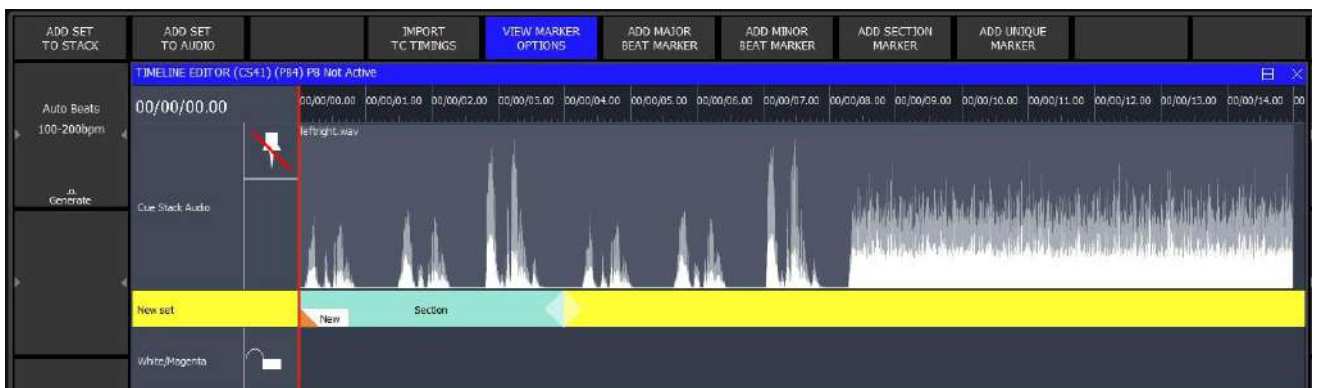 ADD SET
TO STACK
ADD SET
TO AUDIO
IMPORT
TC TIMINGS
VIEW MARKER
OPTIONS
ADD MAJOR
BEAT MARKER
ADD MINOR
BEAT MARKER
ADD SECTION
MARKER
ADD UNIQUE
MARKER
TIMELINE EDITOR (CS41) (PB4) P8 Not Active
Auto Beats
100-200bpm
.o.
Generate
00/00/00.00
00/00/00.00 00/00/01.00 00/00/02.00 00/00/03.00 00/00/04.00 00/00/05.00 00/00/06.00 00/00/07.00 00/00/08.00 00/00/09.00 00/00/10.00 00/00/11.00 00/00/12.00 00/00/13.00 00/00/14.00 00
leftright.wav
Cue Stack Audio
New set
New
Section
White/Magenta